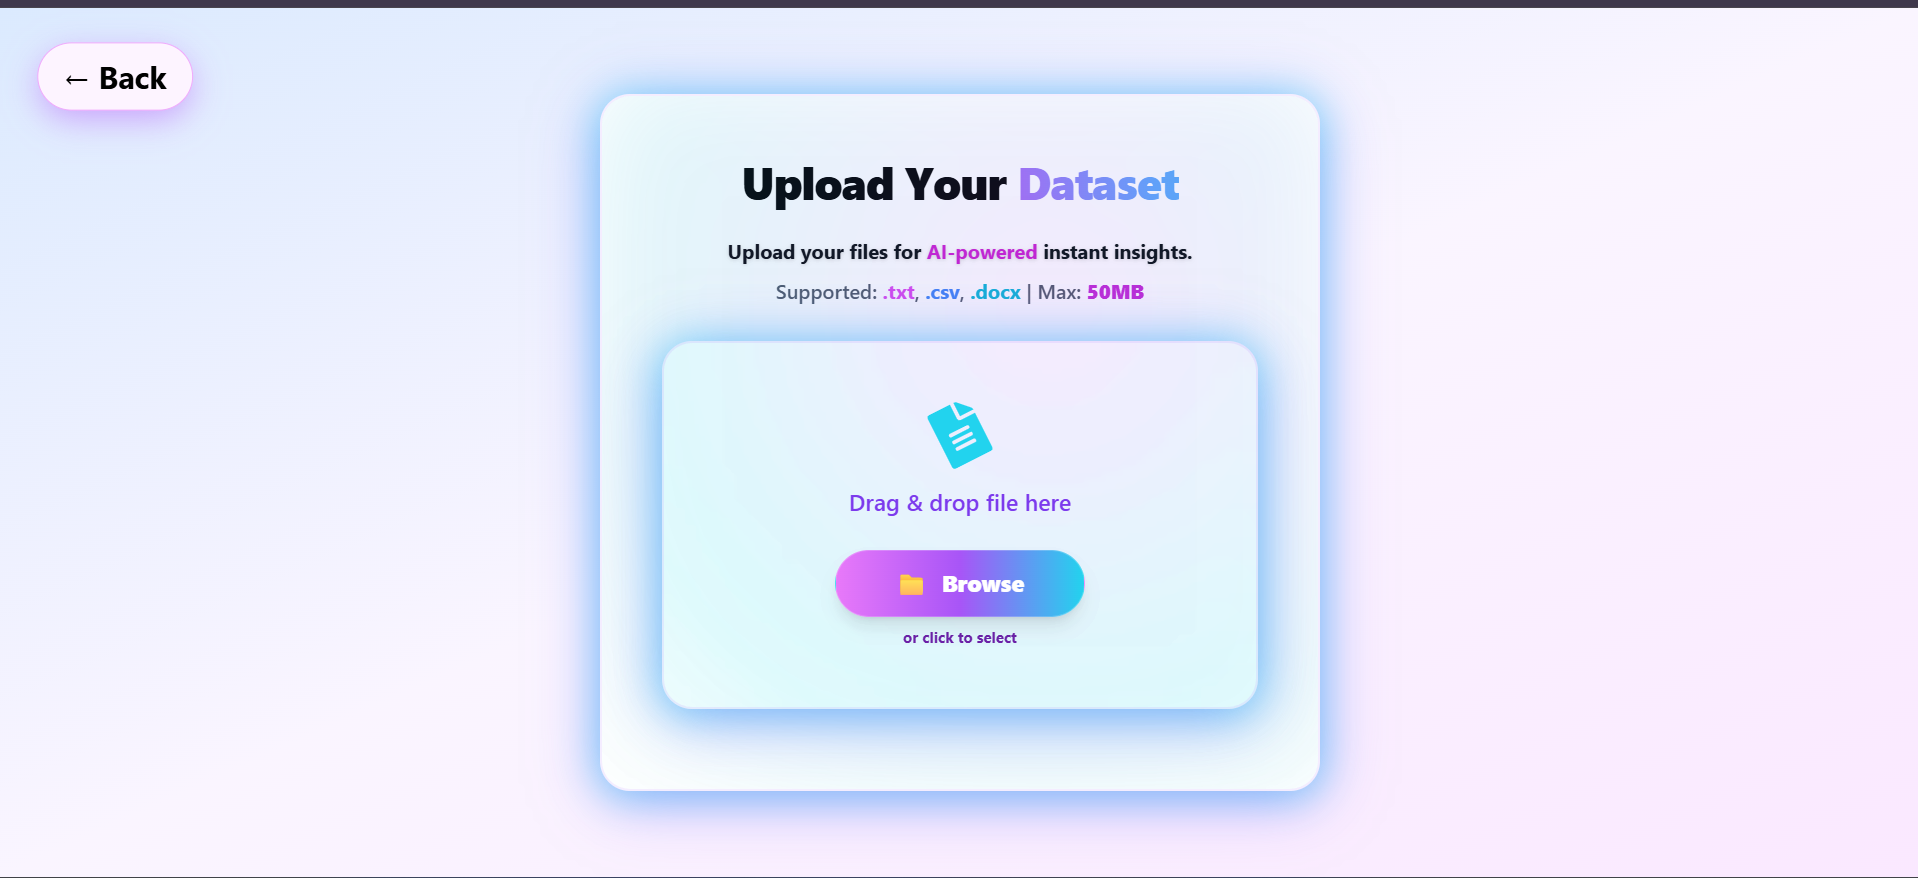 ← Back
Upload Your Dataset
Upload your files for AI-powered instant insights.
Supported: .txt, .csv, .docx | Max: 50MB
Drag & drop file here
Browse
or click to select